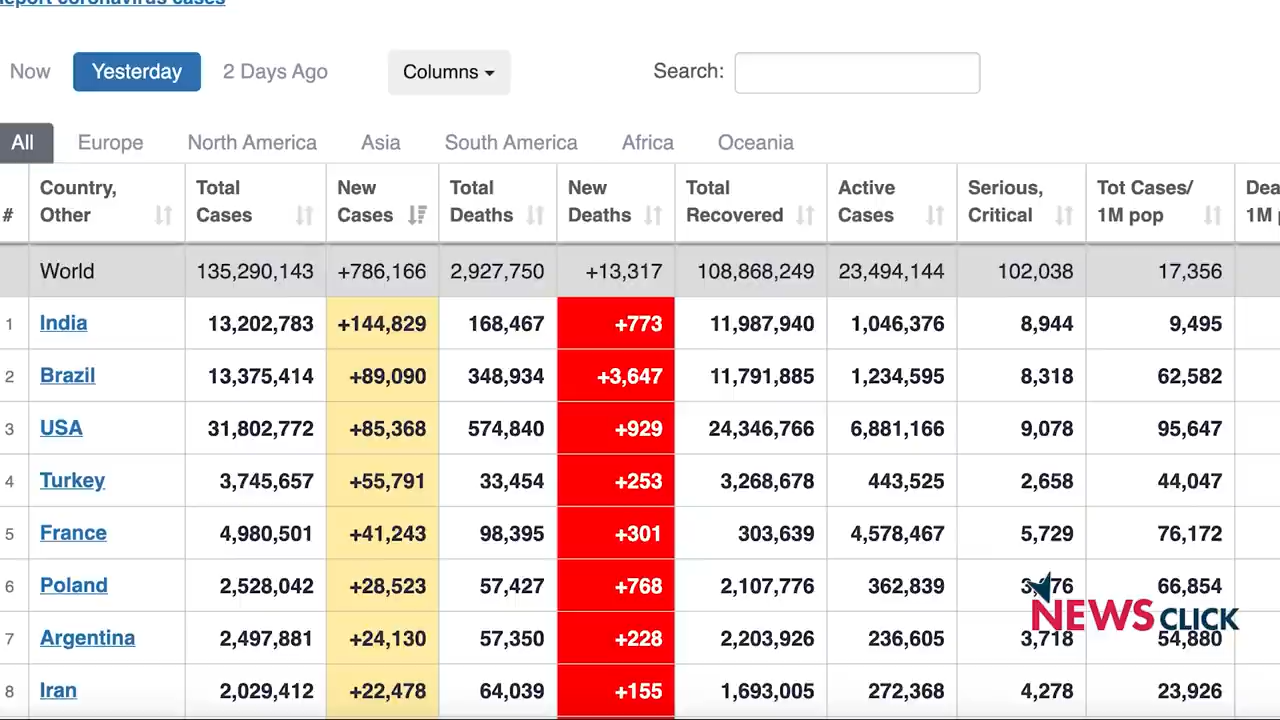 report coronavirus cases
Now Yesterday 2 Days Ago Columns Search:
All Europe North America Asia South America Africa Oceania
# Country, Other Total Cases New Cases Total Deaths New Deaths Total Recovered Active Cases Serious, Critical Tot Cases/ 1M pop 1M
World 135,290,143 +786,166 2,927,750 +13,317 108,868,249 23,494,144 102,038 17,356
1 India 13,202,783 +144,829 168,467 +773 11,987,940 1,046,376 8,944 9,495
2 Brazil 13,375,414 +89,090 348,934 +3,647 11,791,885 1,234,595 8,318 62,582
3 USA 31,802,772 +85,368 574,840 +929 24,346,766 6,881,166 9,078 95,647
4 Turkey 3,745,657 +55,791 33,454 +253 3,268,678 443,525 2,658 44,047
5 France 4,980,501 +41,243 98,395 +301 303,639 4,578,467 5,729 76,172
6 Poland 2,528,042 +28,523 57,427 +768 2,107,776 362,839 66,854
NEWSCLICK
7 Argentina 2,497,881 +24,130 57,350 +228 2,203,926 236,605 3,718 54,880
8 Iran 2,029,412 +22,478 64,039 +155 1,693,005 272,368 4,278 23,926